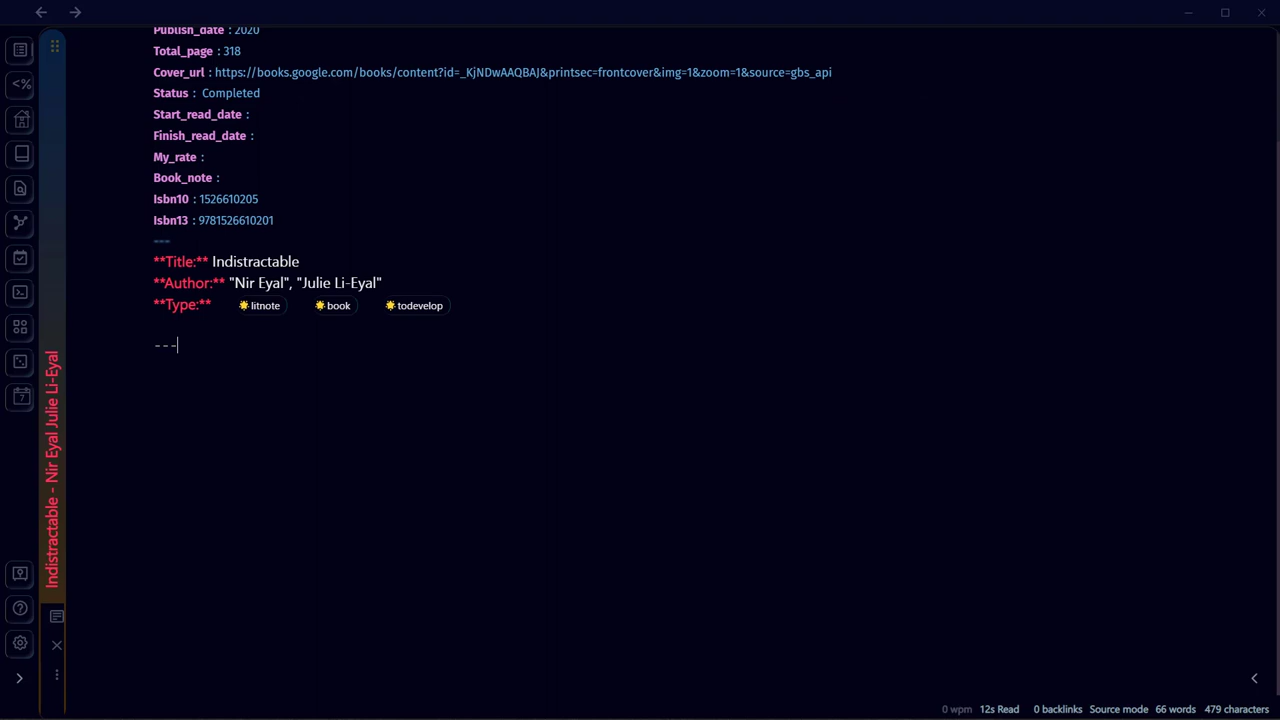 Publish_date : 2020
Total_page : 318
Cover_url : https://books.google.com/books/content?id=_KjNDwAAQBAJ&printsec=frontcover&img=1&zoom=1&source=gbs_api
Status : Completed
Start_read_date :
Finish_read_date :
My_rate :
Book_note :
Isbn10 : 1526610205
Isbn13 : 9781526610201
---
**Title:** Indistractable
**Author:** "Nir Eyal", "Julie Li-Eyal"
**Type:** 🌟litnote 🌟book 🌟todevelop
---
Indistractable - Nir Eyal Julie Li-Eyal
<%
7
0 wpm 12s Read 0 backlinks Source mode 66 words 479 characters